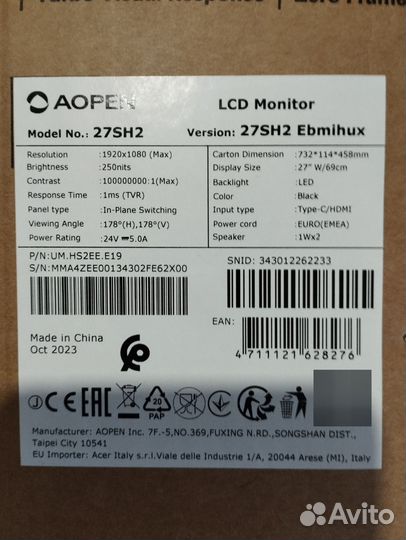 AOPEN
LCD Monitor
Model No.: 27SH2
Version: 27SH2 Ebmihux
Resolution :1920x1080 (Max)
Brightness :250nits
Contrast :100000000:1(Max)
Response Time :1ms (TVR)
Panel type :In-Plane Switching
Viewing Angle :178°(H),178°(V)
Power Rating :24V⎓5.0A
Carton Dimension :732*114*458mm
Display Size :27" W/69cm
Backlight :LED
Color :Black
Input type :Type-C/HDMI
Power cord :EURO(EMEA)
Speaker :1Wx2
P/N:UM.HS2EE.E19
S/N:MMA4ZEE00134302FE62X00
SNID: 343012262233
EAN:
4 711121 628276
Made in China
Oct 2023
CE EAC 20 PAP
Manufacturer: AOPEN Inc. 7F.-5,NO.369,FUXING N.RD.,SONGSHAN DIST.,
Taipei City 10541
EU Importer: Acer Italy s.r.l.Viale delle Industrie 1/A, 20044 Arese (MI), Italy
Avito